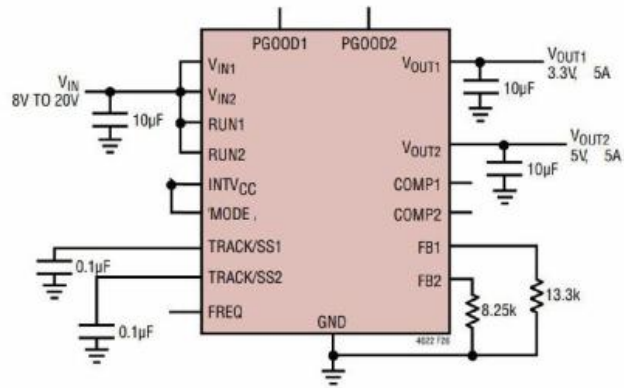 PGOOD1
PGOOD2
VIN
8V TO 20V
10µF
VIN1
VIN2
RUN1
RUN2
INTVCC
'MODE ,
TRACK/SS1
TRACK/SS2
FREQ
0.1µF
0.1µF
GND
VOUT1
VOUT2
COMP1
COMP2
FB1
FB2
VOUT1
3.3V, 5A
10µF
VOUT2
5V, 5A
10µF
8.25k
13.3k